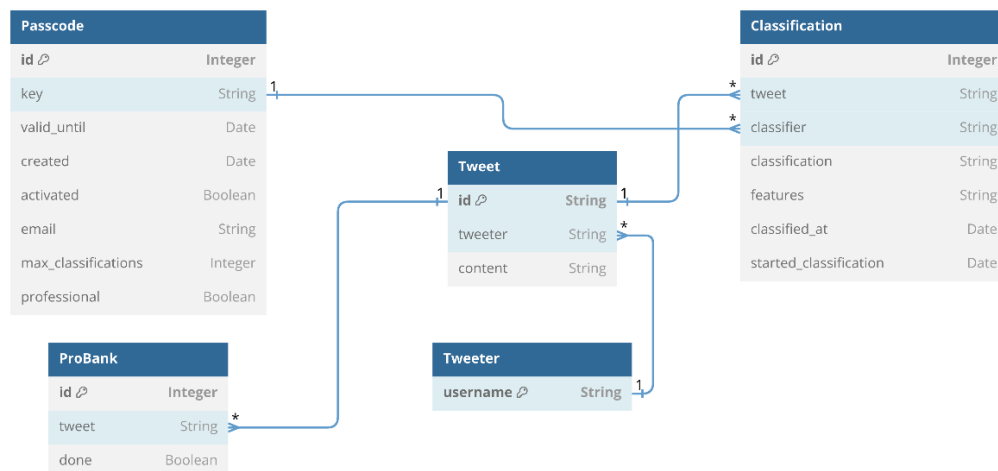 Passcode
id Integer
key String
valid_until Date
created Date
activated Boolean
email String
max_classifications Integer
professional Boolean
Classification
id Integer
tweet String
classifier String
classification String
features String
classified_at Date
started_classification Date
Tweet
id String
tweeter String
content String
ProBank
id Integer
tweet String
done Boolean
Tweeter
username String
1
*
*
1
1
*
*
1